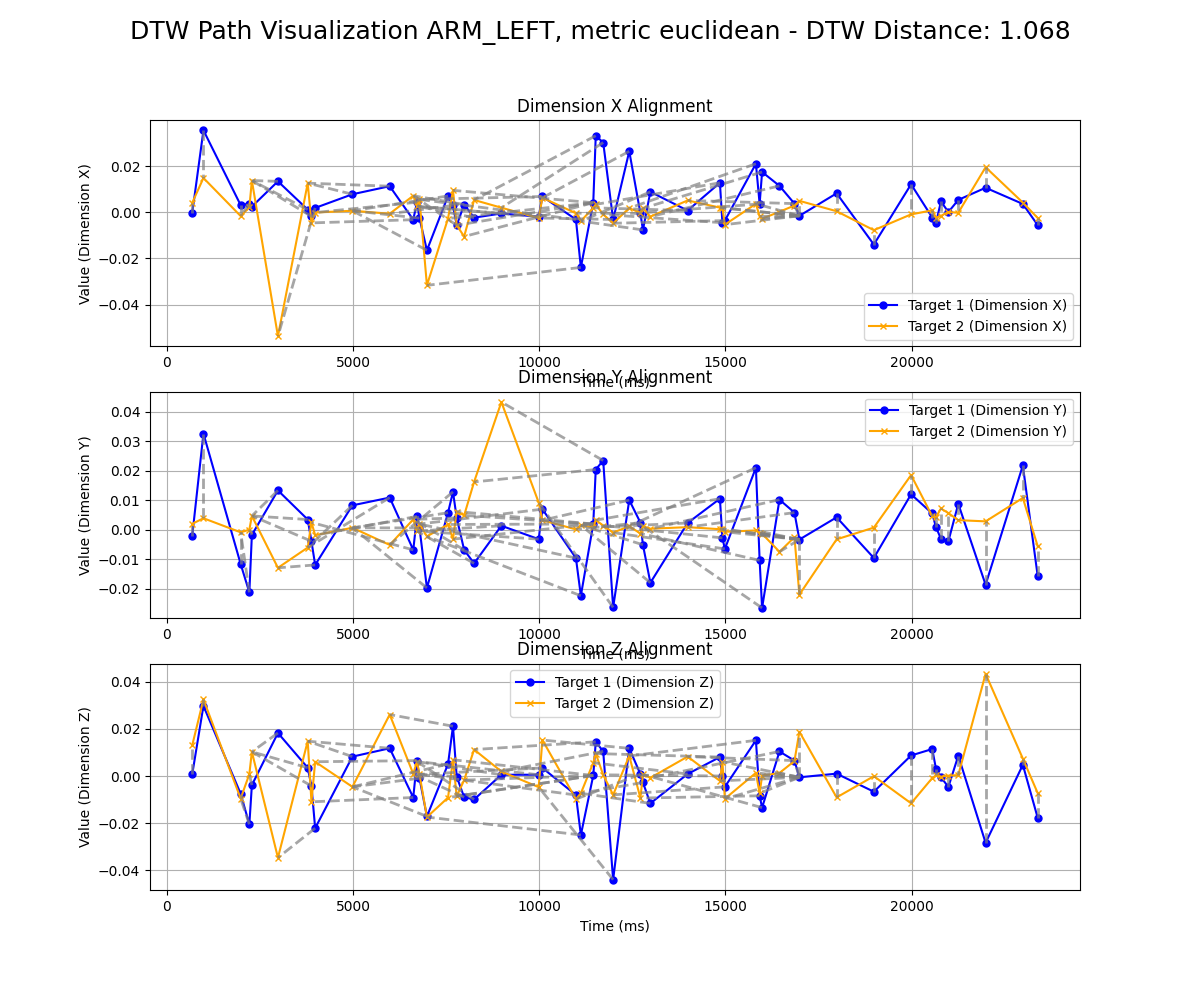 DTW Path Visualization ARM_LEFT, metric euclidean - DTW Distance: 1.068
Dimension X Alignment
Value (Dimension X)
0.02
0.00
−0.02
−0.04
Target 1 (Dimension X)
Target 2 (Dimension X)
0 5000 10000 15000 20000
Time (ms)
Dimension Y Alignment
Value (Dimension Y)
0.04
0.03
0.02
0.01
0.00
−0.01
−0.02
Target 1 (Dimension Y)
Target 2 (Dimension Y)
0 5000 10000 15000 20000
Time (ms)
Dimension Z Alignment
Value (Dimension Z)
0.04
0.02
0.00
−0.02
−0.04
Target 1 (Dimension Z)
Target 2 (Dimension Z)
0 5000 10000 15000 20000
Time (ms)